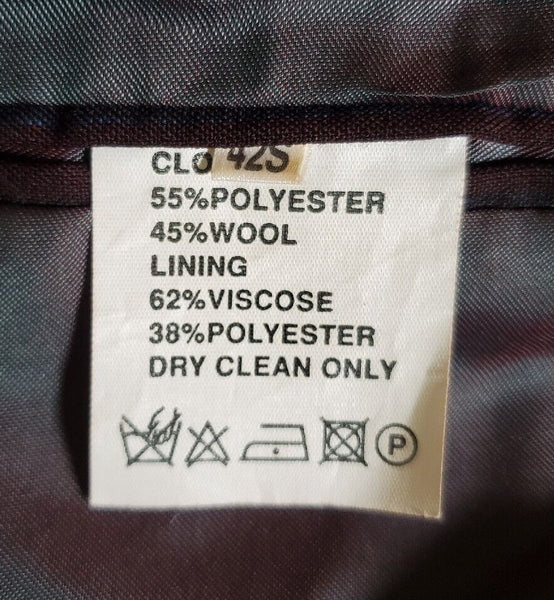 CLO 42S
55%POLYESTER
45%WOOL
LINING
62%VISCOSE
38%POLYESTER
DRY CLEAN ONLY
P